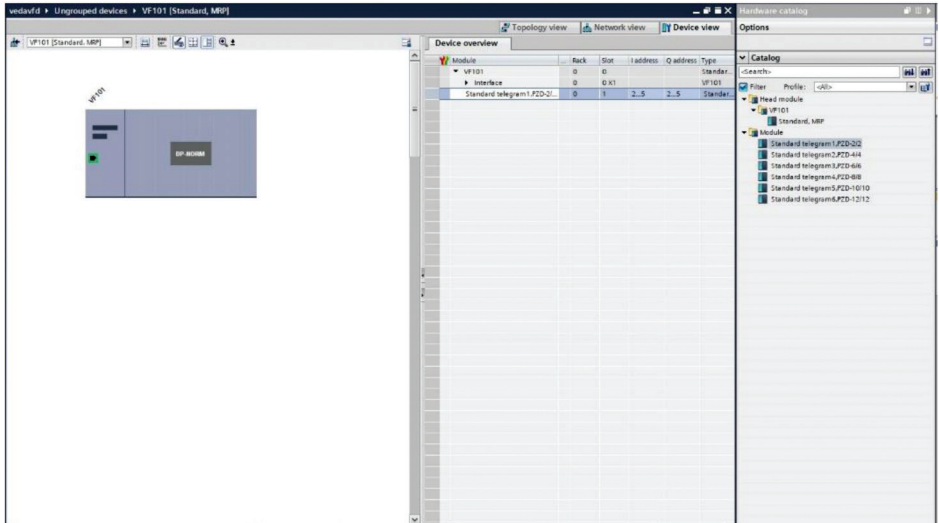 vedavfd ▸ Ungrouped devices ▸ VF101 [Standard, MRP]
Topology view
Network view
Device view
VF101 [Standard, MRP]
VF101
DP-NORM
Device overview
Module ... Rack Slot I address Q address Type
VF101 0 0 Standar...
Interface 0 0 X1 VF101
Standard telegram1,PZD-2/... 0 1 2...5 2...5 Standar...
Hardware catalog
Options
Catalog
<Search>
Filter Profile: <All>
Head module
VF101
Standard, MRP
Module
Standard telegram1,PZD-2/2
Standard telegram2,PZD-4/4
Standard telegram3,PZD-6/6
Standard telegram4,PZD-8/8
Standard telegram5,PZD-10/10
Standard telegram6,PZD-12/12